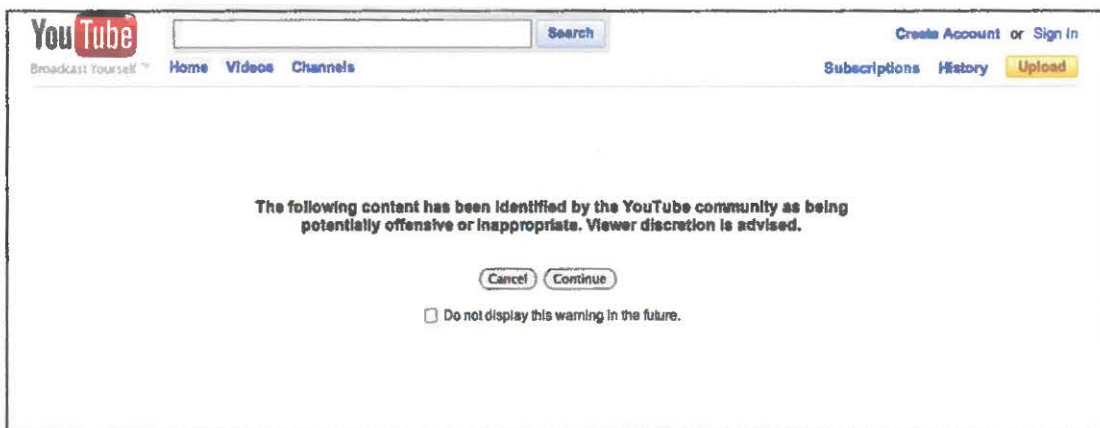 YouTube Search Create Account or Sign In
Broadcast Yourself ™ Home Videos Channels Subscriptions History Upload
The following content has been identified by the YouTube community as being
potentially offensive or inappropriate. Viewer discretion is advised.
Cancel Continue
Do not display this warning in the future.